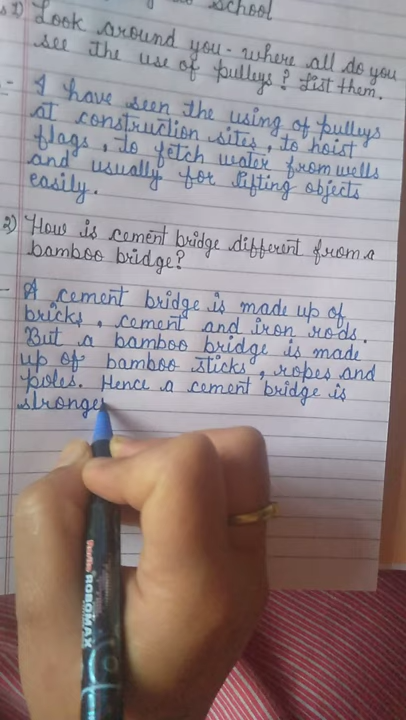 school
1) Look around you - where all do you
see the use of pulleys? List them.
- I have seen the using of pulleys
at construction sites, to hoist
flags, to fetch water from wells
and usually for lifting objects
easily.
2) How is cement bridge different from a
bamboo bridge?
- A cement bridge is made up of
bricks, cement and iron rods.
But a bamboo bridge is made
up of bamboo sticks, ropes and
poles. Hence a cement bridge is
stronger
ROBOMAX